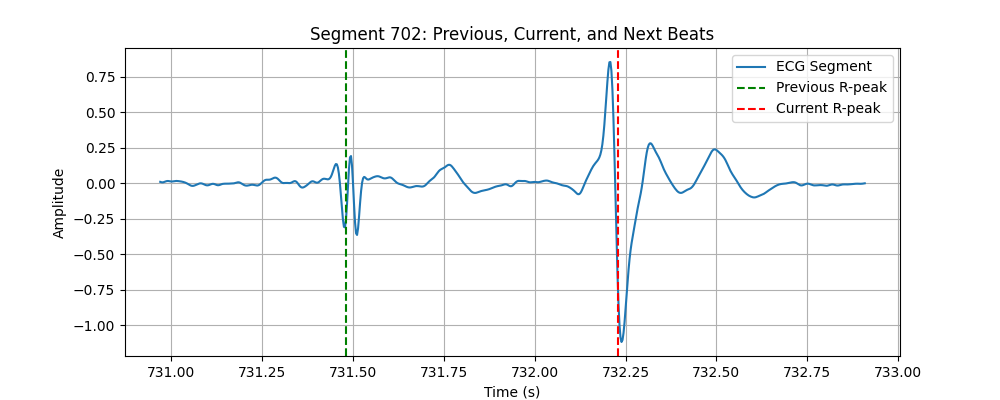 Segment 702: Previous, Current, and Next Beats
ECG Segment
Previous R-peak
Current R-peak
Amplitude
0.75
0.50
0.25
0.00
−0.25
−0.50
−0.75
−1.00
731.00 731.25 731.50 731.75 732.00 732.25 732.50 732.75 733.00
Time (s)